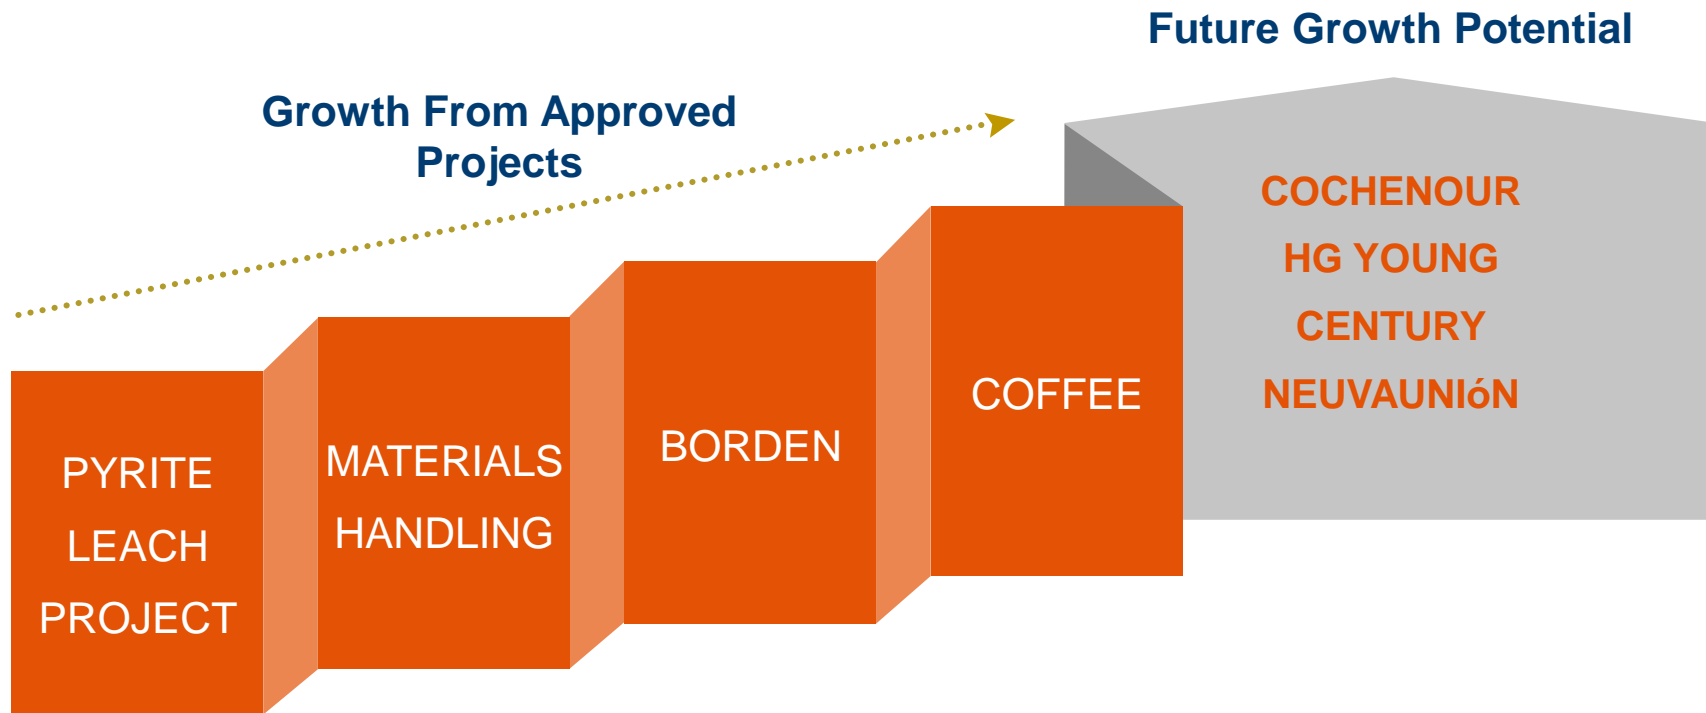 Future Growth Potential
Growth From Approved
Projects
PYRITE
LEACH
PROJECT
MATERIALS
HANDLING
BORDEN
COFFEE
COCHENOUR
HG YOUNG
CENTURY
NEUVAUNIóN